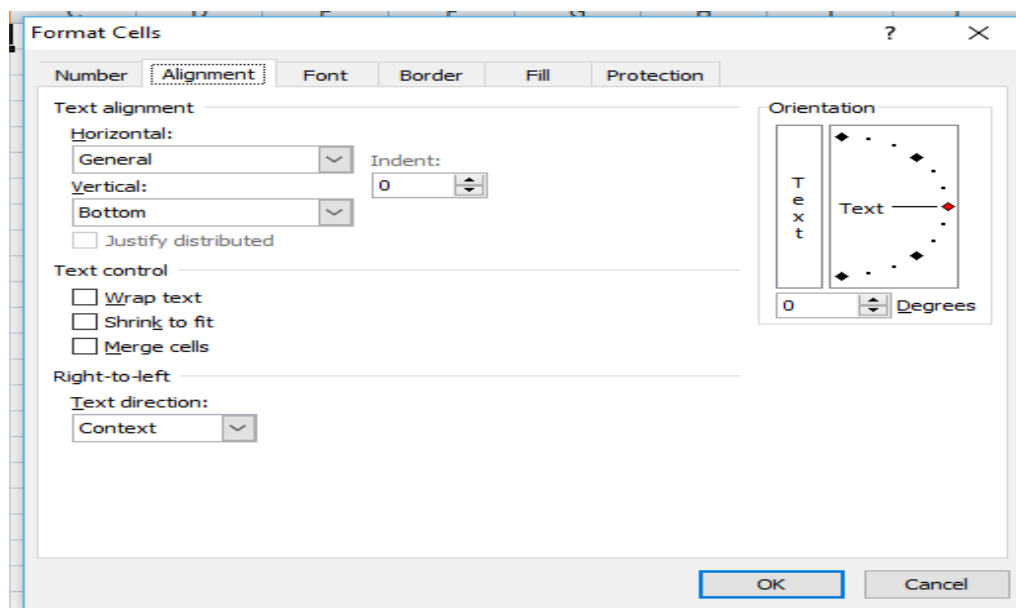 Format Cells ? ×
Number Alignment Font Border Fill Protection
Text alignment
Horizontal:
General
Indent:
0
Vertical:
Bottom
Justify distributed
Text control
Wrap text
Shrink to fit
Merge cells
Right-to-left
Text direction:
Context
Orientation
Text
Text
0 Degrees
OK Cancel